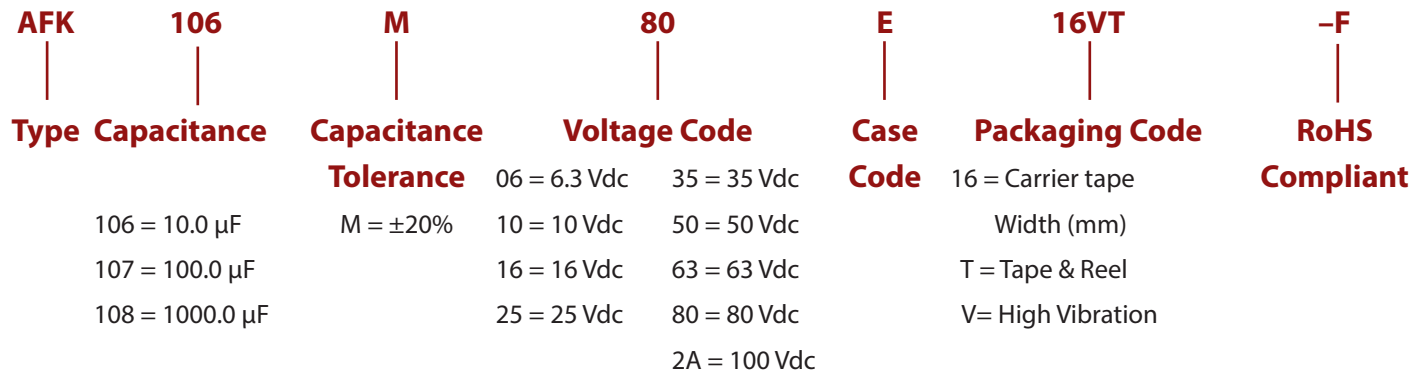 AFK 106 M 80 E 16VT –F
Type Capacitance Capacitance Voltage Code Case Packaging Code RoHS
Tolerance 06 = 6.3 Vdc 35 = 35 Vdc Code 16 = Carrier tape Compliant
106 = 10.0 µF M = ±20% 10 = 10 Vdc 50 = 50 Vdc Width (mm)
107 = 100.0 µF 16 = 16 Vdc 63 = 63 Vdc T = Tape & Reel
108 = 1000.0 µF 25 = 25 Vdc 80 = 80 Vdc V= High Vibration
2A = 100 Vdc